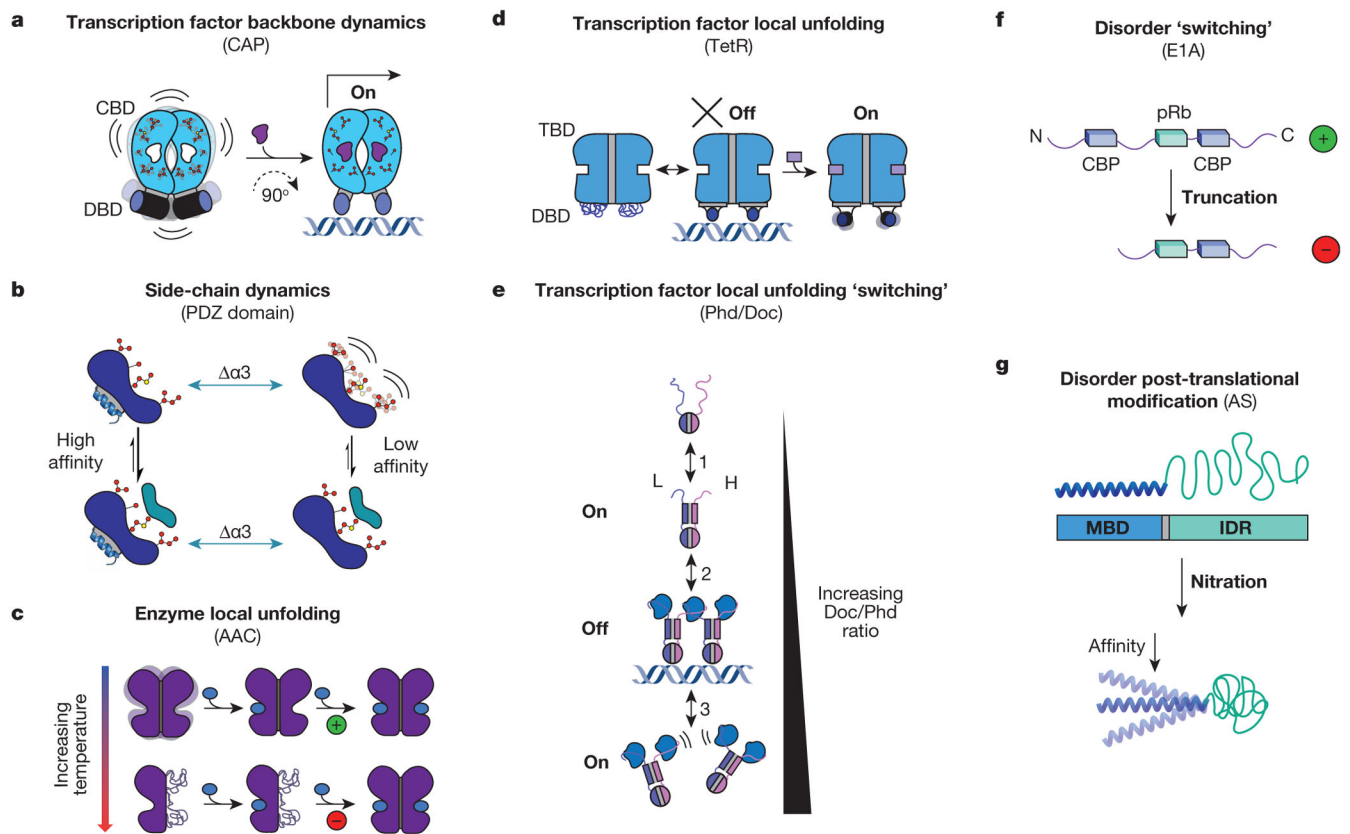 a
Transcription factor backbone dynamics
(CAP)
CBD
On
90°
DBD
b
Side-chain dynamics
(PDZ domain)
Δα3
High
affinity
Low
affinity
Δα3
c
Enzyme local unfolding
(AAC)
Increasing
temperature
+
−
d
Transcription factor local unfolding
(TetR)
Off
On
TBD
DBD
e
Transcription factor local unfolding ‘switching’
(Phd/Doc)
1
L
H
On
2
Off
3
On
Increasing
Doc/Phd
ratio
f
Disorder ‘switching’
(E1A)
pRb
N
C
+
CBP
CBP
Truncation
−
g
Disorder post-translational
modification (AS)
MBD
IDR
Nitration
Affinity